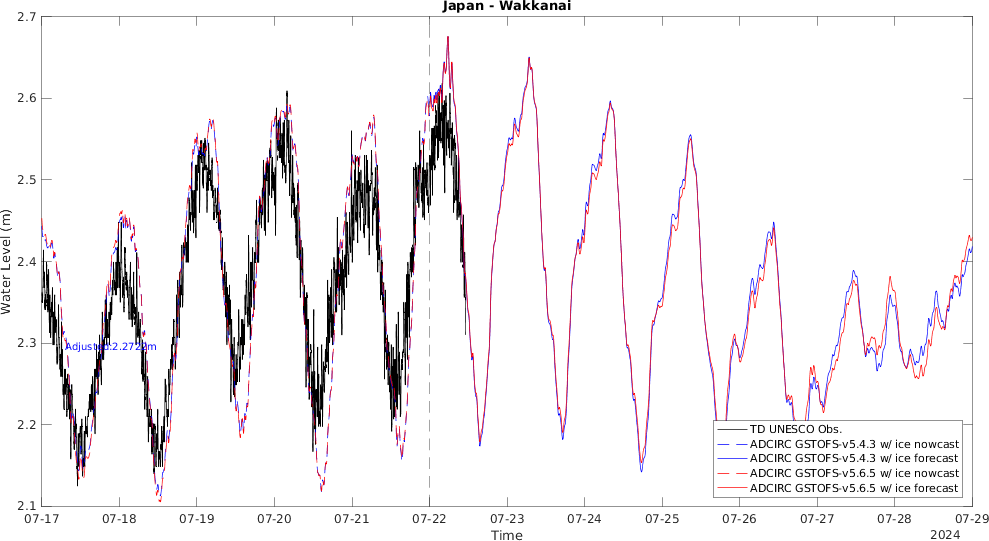 Japan - Wakkanai
2.7
2.6
2.5
2.4
2.3
2.2
2.1
Water Level (m)
Adjusted:2.2723m
TD UNESCO Obs.
ADCIRC GSTOFS-v5.4.3 w/ ice nowcast
ADCIRC GSTOFS-v5.4.3 w/ ice forecast
ADCIRC GSTOFS-v5.6.5 w/ ice nowcast
ADCIRC GSTOFS-v5.6.5 w/ ice forecast
07-17 07-18 07-19 07-20 07-21 07-22 07-23 07-24 07-25 07-26 07-27 07-28 07-29
Time
2024